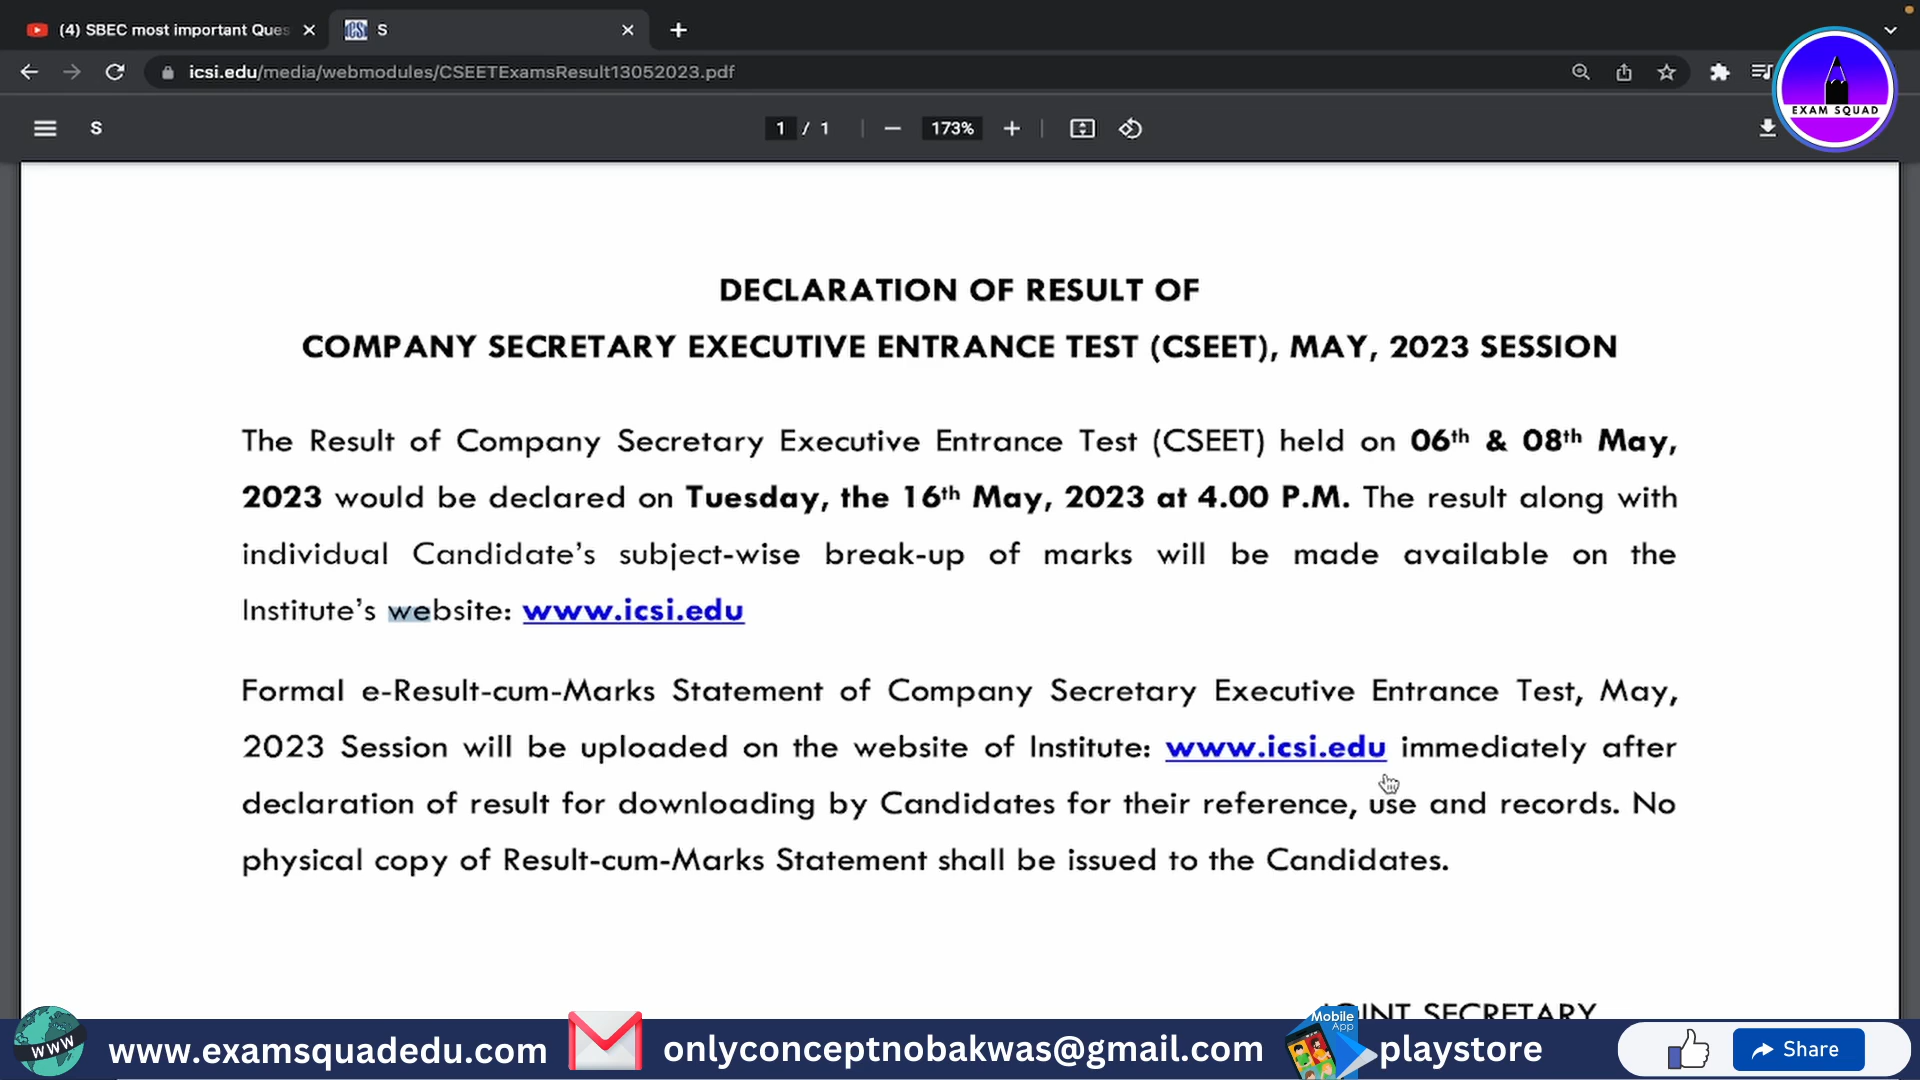 (4) SBEC most important Ques
S
icsi.edu/media/webmodules/CSEETExamsResult13052023.pdf
S
1 / 1
173%
EXAM SQUAD
DECLARATION OF RESULT OF
COMPANY SECRETARY EXECUTIVE ENTRANCE TEST (CSEET), MAY, 2023 SESSION
The Result of Company Secretary Executive Entrance Test (CSEET) held on 06th & 08th May,
2023 would be declared on Tuesday, the 16th May, 2023 at 4.00 P.M. The result along with
individual Candidate’s subject-wise break-up of marks will be made available on the
Institute’s website: www.icsi.edu
Formal e-Result-cum-Marks Statement of Company Secretary Executive Entrance Test, May,
2023 Session will be uploaded on the website of Institute: www.icsi.edu immediately after
declaration of result for downloading by Candidates for their reference, use and records. No
physical copy of Result-cum-Marks Statement shall be issued to the Candidates.
JOINT SECRETARY
www
www.examsquadedu.com
onlyconceptnobakwas@gmail.com
Mobile
App
playstore
Share